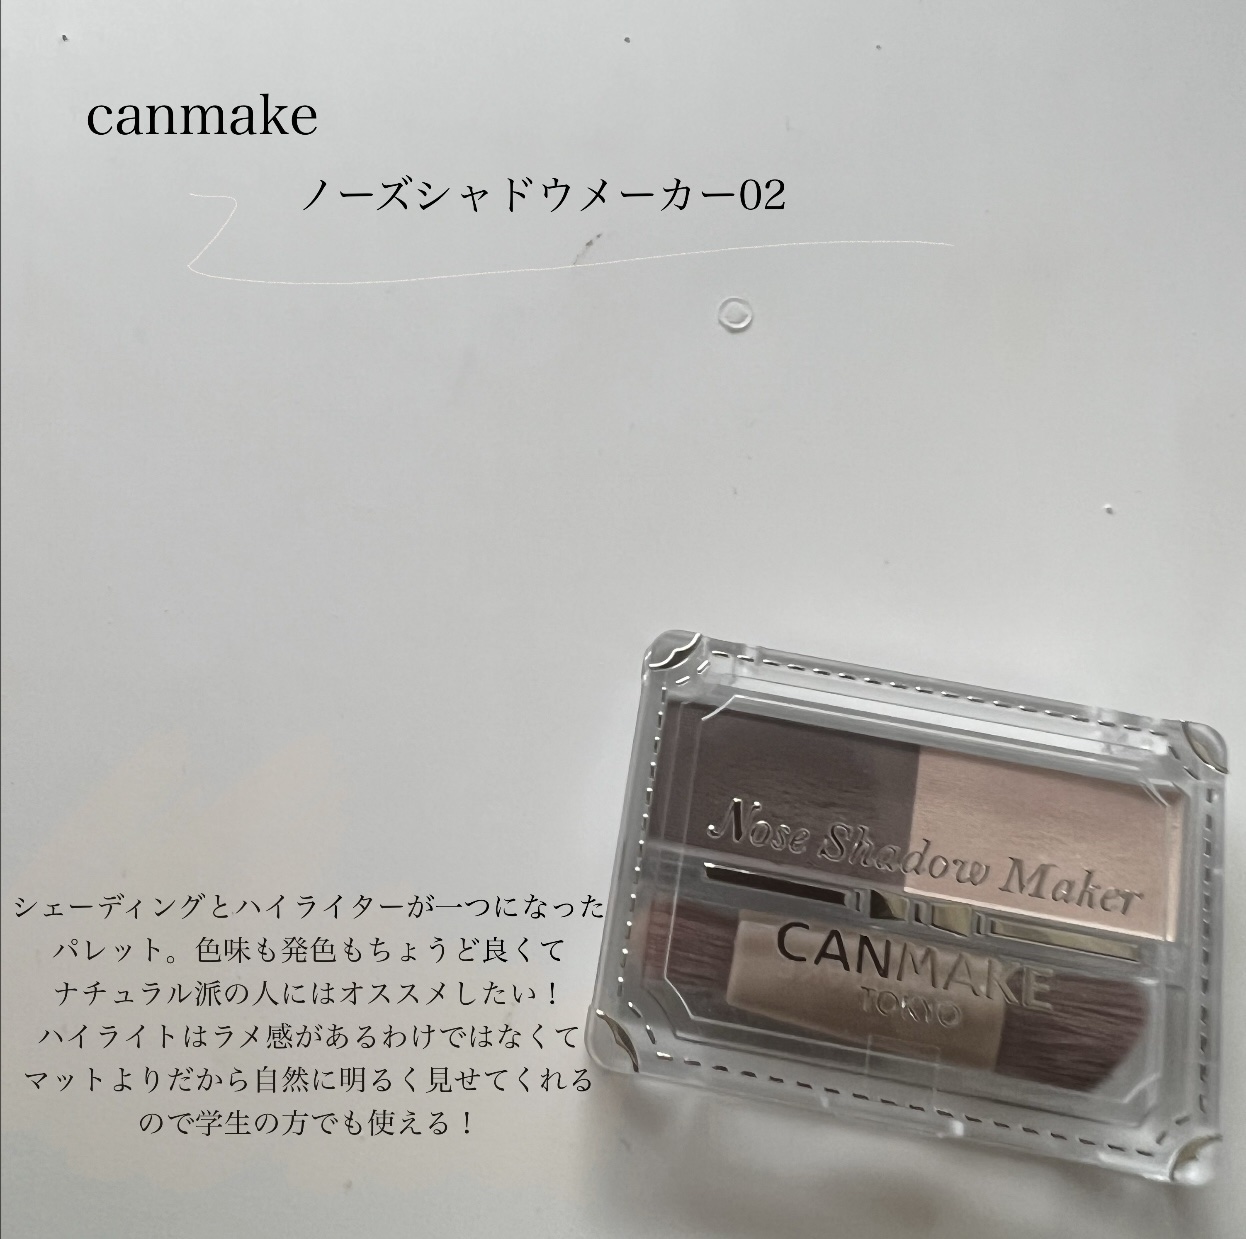 canmake
ノーズシャドウメーカー02
Nose Shadow Maker
CANMAKE
TOKYO
シェーディングとハイライターが一つになった
パレット。色味も発色もちょうど良くて
ナチュラル派の人にはオススメしたい！
ハイライトはラメ感があるわけではなくて
マットよりだから自然に明るく見せてくれる
ので学生の方でも使える！